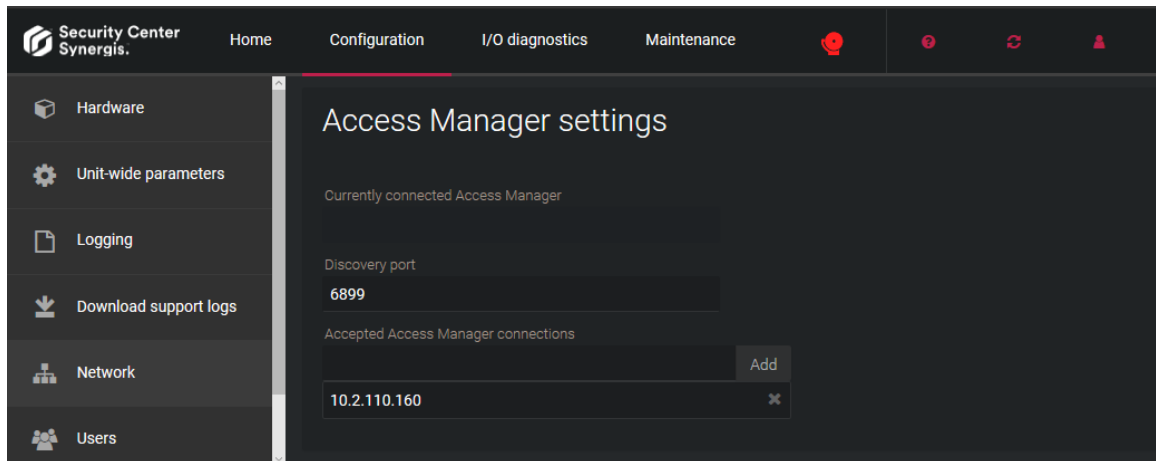 Security Center
Synergis.
Home
Configuration
I/O diagnostics
Maintenance
Hardware
Unit-wide parameters
Logging
Download support logs
Network
Users
Access Manager settings
Currently connected Access Manager
Discovery port
6899
Accepted Access Manager connections
Add
10.2.110.160